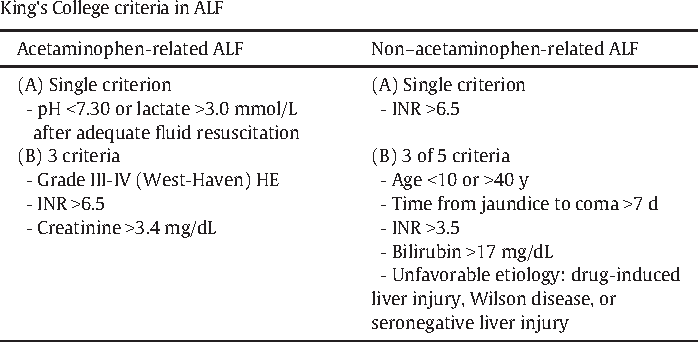 King's College criteria in ALF
Acetaminophen-related ALF
(A) Single criterion
- pH <7.30 or lactate >3.0 mmol/L
after adequate fluid resuscitation
(B) 3 criteria
- Grade III-IV (West-Haven) HE
- INR >6.5
- Creatinine >3.4 mg/dL
Non–acetaminophen-related ALF
(A) Single criterion
- INR >6.5
(B) 3 of 5 criteria
- Age <10 or >40 y
- Time from jaundice to coma >7 d
- INR >3.5
- Bilirubin >17 mg/dL
- Unfavorable etiology: drug-induced
liver injury, Wilson disease, or
seronegative liver injury